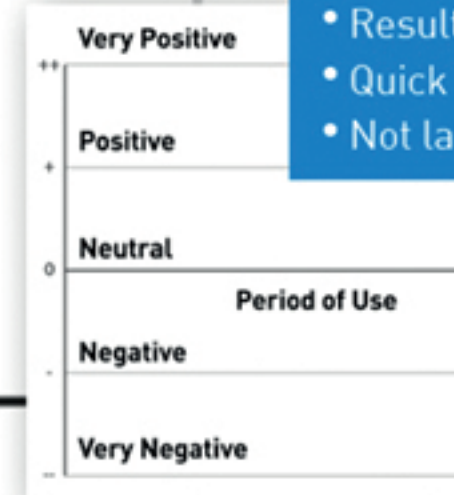 Very Positive
++
• Result
• Quick
• Not la
Positive
+
Neutral
0
Period of Use
Negative
-
Very Negative
--